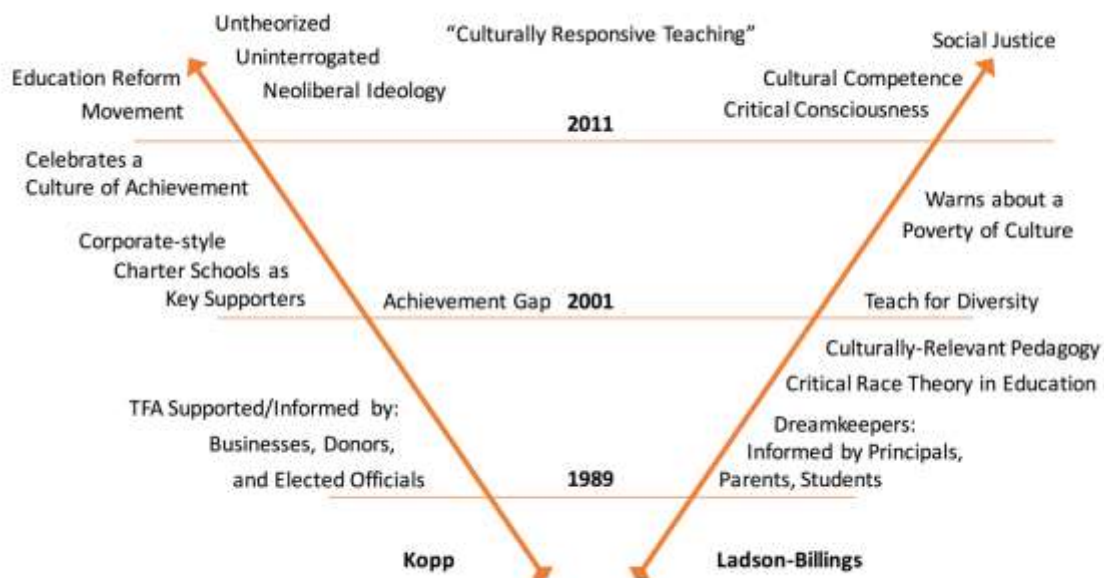 Untheorized
Uninterrogated
Neoliberal Ideology
“Culturally Responsive Teaching”
Social Justice
Education Reform
Movement
Cultural Competence
Critical Consciousness
2011
Celebrates a
Culture of Achievement
Warns about a
Poverty of Culture
Corporate-style
Charter Schools as
Key Supporters
Achievement Gap 2001
Teach for Diversity
Culturally-Relevant Pedagogy
Critical Race Theory in Education
TFA Supported/Informed by:
Businesses, Donors,
and Elected Officials
1989
Dreamkeepers:
Informed by Principals,
Parents, Students
Kopp
Ladson-Billings